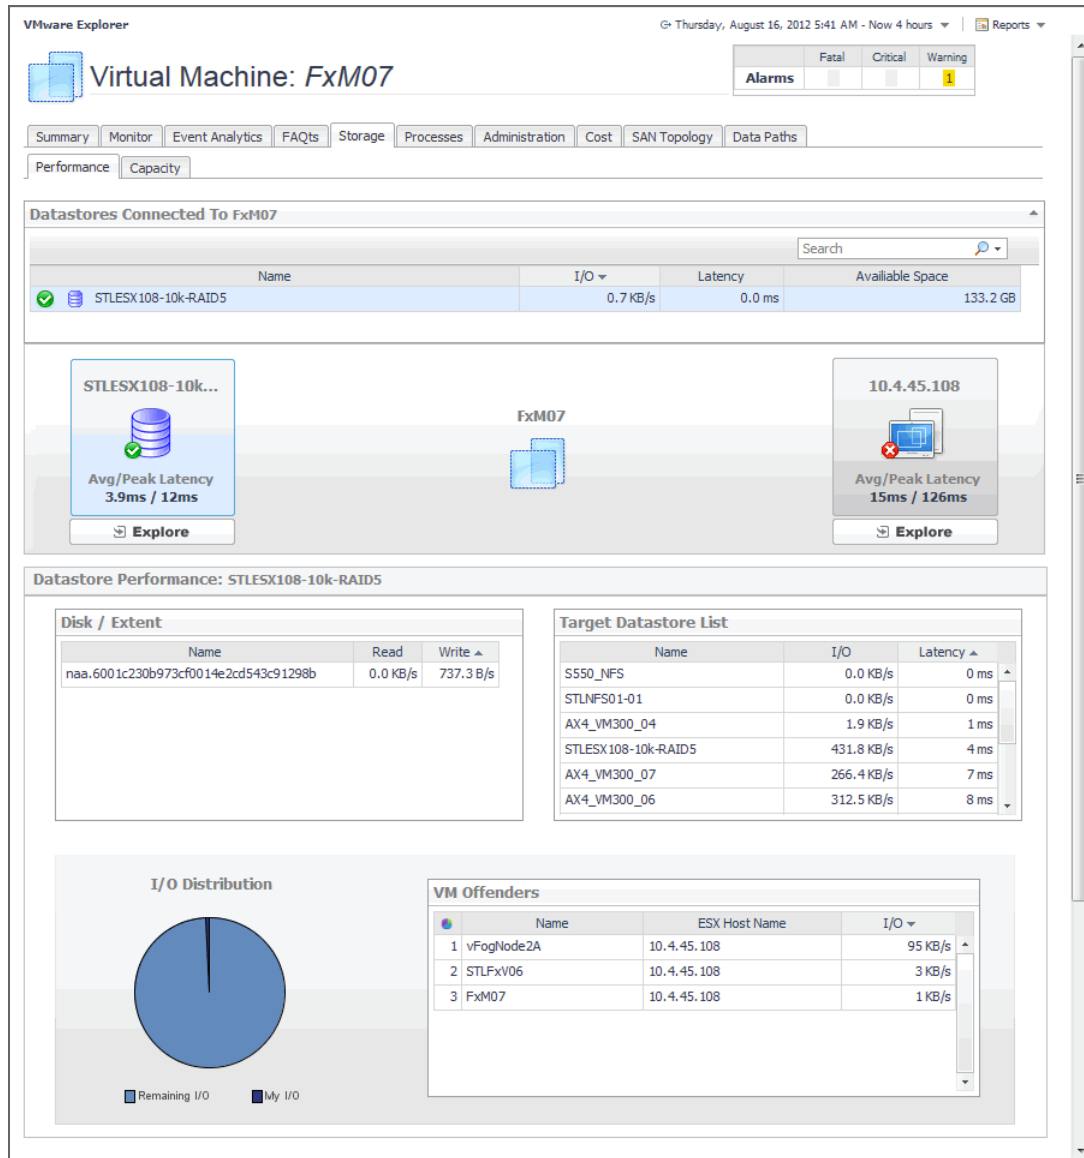 VMware Explorer
Thursday, August 16, 2012 5:41 AM - Now 4 hours Reports
Virtual Machine: FxM07
Fatal Critical Warning
Alarms 1
Summary Monitor Event Analytics FAQts Storage Processes Administration Cost SAN Topology Data Paths
Performance Capacity
Datastores Connected To FxM07
Search
Name I/O Latency Availiable Space
STLESX108-10k-RAID5 0.7 KB/s 0.0 ms 133.2 GB
STLESX108-10k...
Avg/Peak Latency
3.9ms / 12ms
Explore
FxM07
10.4.45.108
Avg/Peak Latency
15ms / 126ms
Explore
Datastore Performance: STLESX108-10k-RAID5
Disk / Extent
Name Read Write
naa.6001c230b973cf0014e2cd543c91298b 0.0 KB/s 737.3 B/s
Target Datastore List
Name I/O Latency
S550_NFS 0.0 KB/s 0 ms
STLNFS01-01 0.0 KB/s 0 ms
AX4_VM300_04 1.9 KB/s 1 ms
STLESX108-10k-RAID5 431.8 KB/s 4 ms
AX4_VM300_07 266.4 KB/s 7 ms
AX4_VM300_06 312.5 KB/s 8 ms
I/O Distribution
Remaining I/O My I/O
VM Offenders
Name ESX Host Name I/O
1 vFogNode2A 10.4.45.108 95 KB/s
2 STLFxV06 10.4.45.108 3 KB/s
3 FxM07 10.4.45.108 1 KB/s